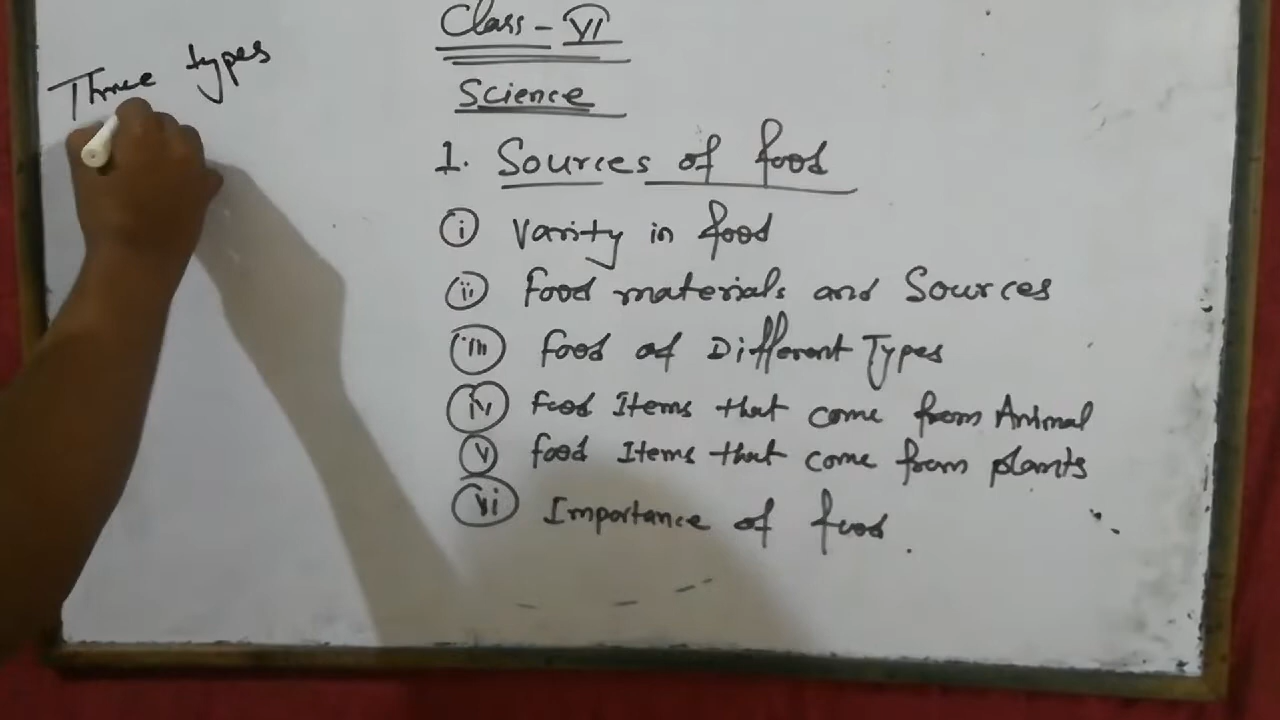 Three types
Class - VI
Science
1. Sources of food
i Varity in food
ii Food materials and Sources
iii Food of Different Types
iv Food Items that come from Animal
v food Items that come from plants
vi Importance of food.